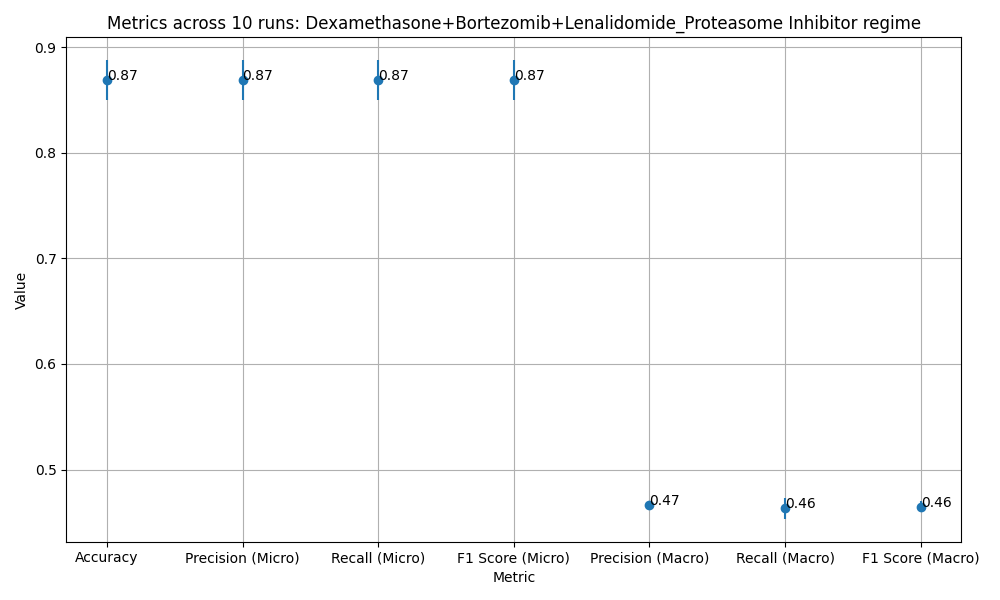 Metrics across 10 runs: Dexamethasone+Bortezomib+Lenalidomide_Proteasome Inhibitor regime
0.9
0.8
0.7
0.6
0.5
Value
0.87
0.87
0.87
0.87
0.47
0.46
0.46
Accuracy
Precision (Micro)
Recall (Micro)
F1 Score (Micro)
Precision (Macro)
Recall (Macro)
F1 Score (Macro)
Metric